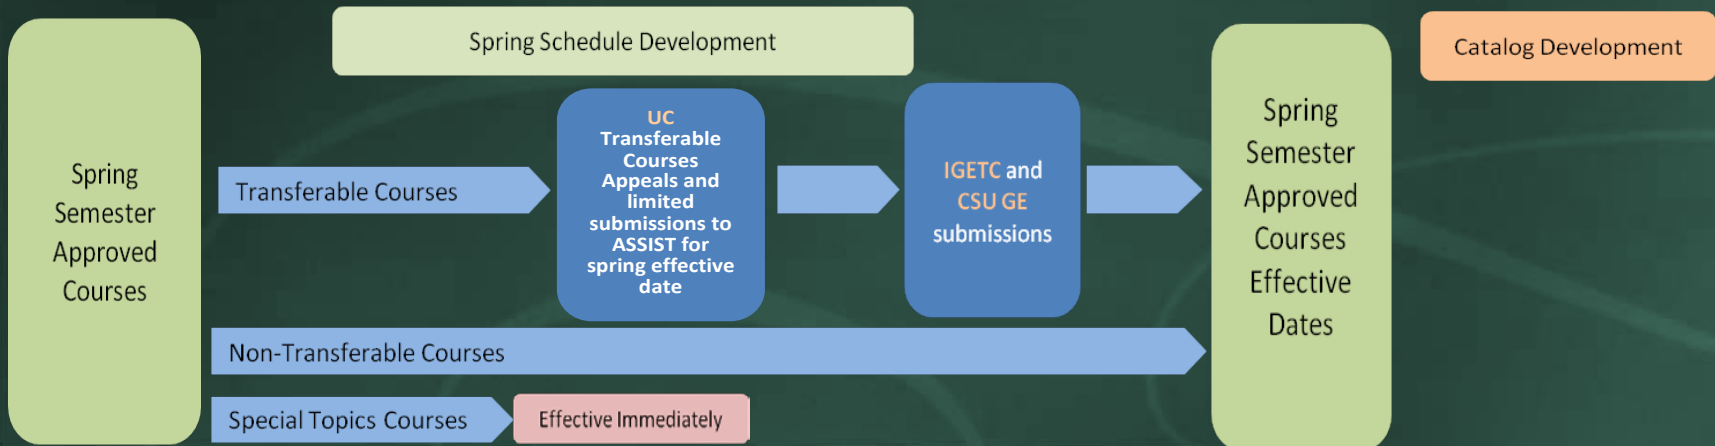 Spring
Semester
Approved
Courses
Spring Schedule Development
Transferable Courses
UC
Transferable
Courses
Appeals and
limited
submissions to
ASSIST for
spring effective
date
IGETC and
CSU GE
submissions
Non-Transferable Courses
Special Topics Courses
Effective Immediately
Spring
Semester
Approved
Courses
Effective
Dates
Catalog Development